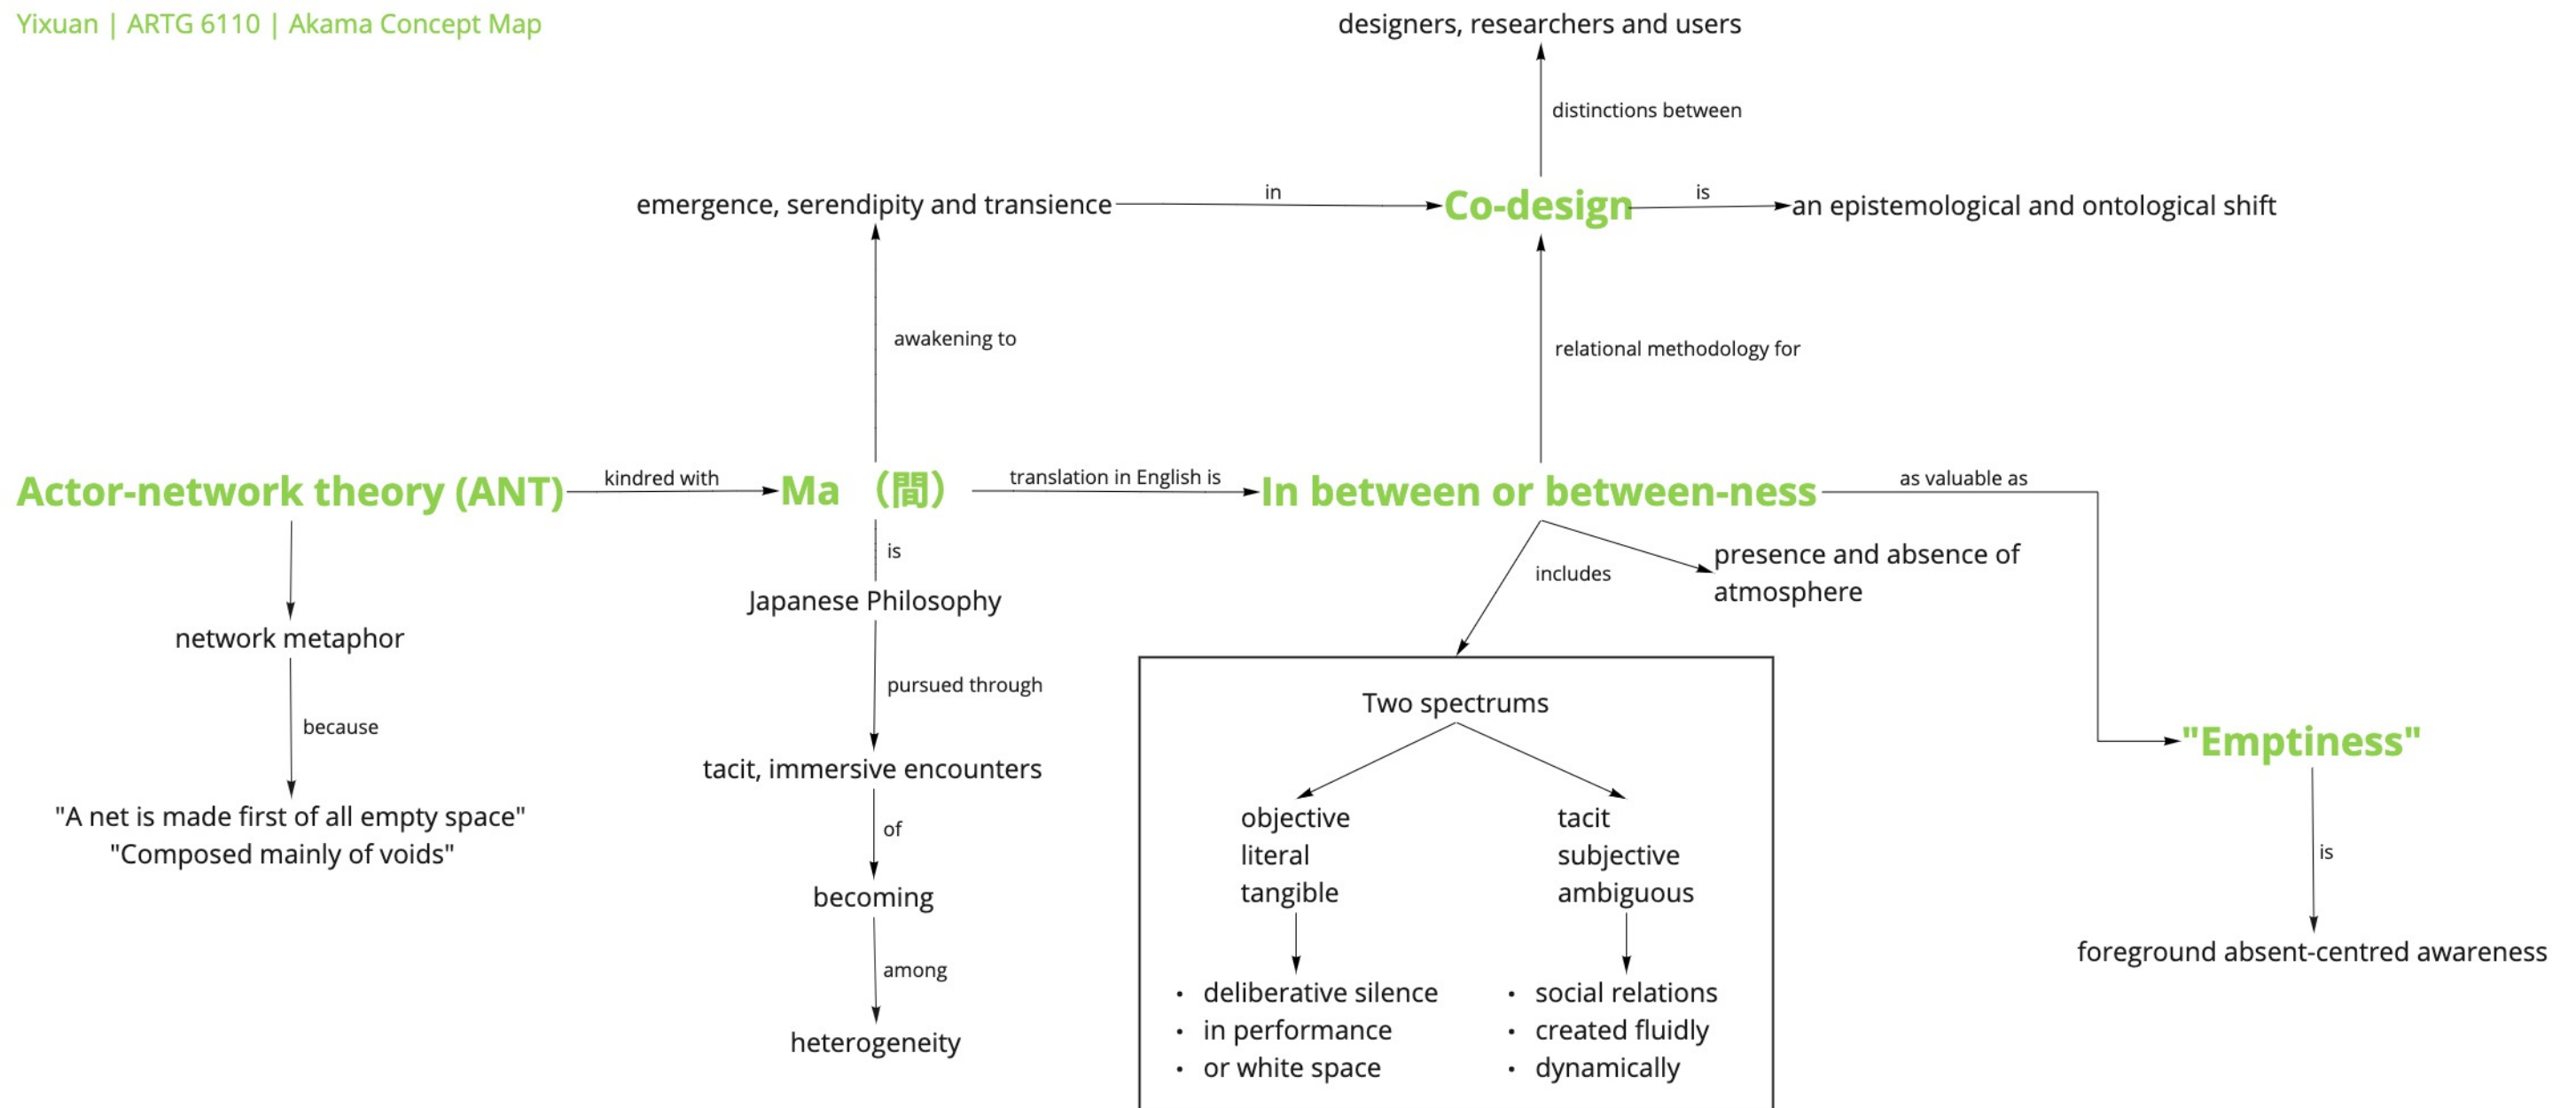 Yixuan | ARTG 6110 | Akama Concept Map
designers, researchers and users
distinctions between
emergence, serendipity and transience
in
Co-design
is
an epistemological and ontological shift
awakening to
relational methodology for
Actor-network theory (ANT)
kindred with
Ma （間）
translation in English is
In between or between-ness
as valuable as
is
includes
presence and absence of
atmosphere
Japanese Philosophy
network metaphor
pursued through
because
Two spectrums
"Emptiness"
tacit, immersive encounters
"A net is made first of all empty space"
"Composed mainly of voids"
of
objective
literal
tangible
tacit
subjective
ambiguous
is
becoming
among
foreground absent-centred awareness
heterogeneity
· deliberative silence
· in performance
· or white space
· social relations
· created fluidly
· dynamically